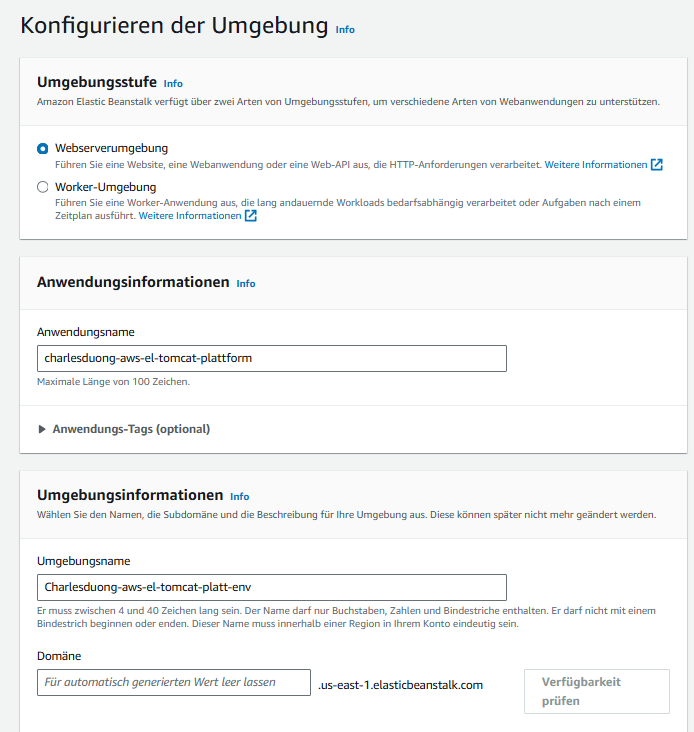 Konfigurieren der Umgebung Info
Umgebungsstufe Info
Amazon Elastic Beanstalk verfügt über zwei Arten von Umgebungsstufen, um verschiedene Arten von Webanwendungen zu unterstützen.
Webserverumgebung
Führen Sie eine Website, eine Webanwendung oder eine Web-API aus, die HTTP-Anforderungen verarbeitet. Weitere Informationen
Worker-Umgebung
Führen Sie eine Worker-Anwendung aus, die lang andauernde Workloads bedarfsabhängig verarbeitet oder Aufgaben nach einem
Zeitplan ausführt. Weitere Informationen
Anwendungsinformationen Info
Anwendungsname
charlesduong-aws-el-tomcat-plattform
Maximale Länge von 100 Zeichen.
Anwendungs-Tags (optional)
Umgebungsinformationen Info
Wählen Sie den Namen, die Subdomäne und die Beschreibung für Ihre Umgebung aus. Diese können später nicht mehr geändert werden.
Umgebungsname
Charlesduong-aws-el-tomcat-platt-env
Er muss zwischen 4 und 40 Zeichen lang sein. Der Name darf nur Buchstaben, Zahlen und Bindestriche enthalten. Er darf nicht mit einem
Bindestrich beginnen oder enden. Dieser Name muss innerhalb einer Region in Ihrem Konto eindeutig sein.
Domäne
Für automatisch generierten Wert leer lassen
.us-east-1.elasticbeanstalk.com
Verfügbarkeit
prüfen